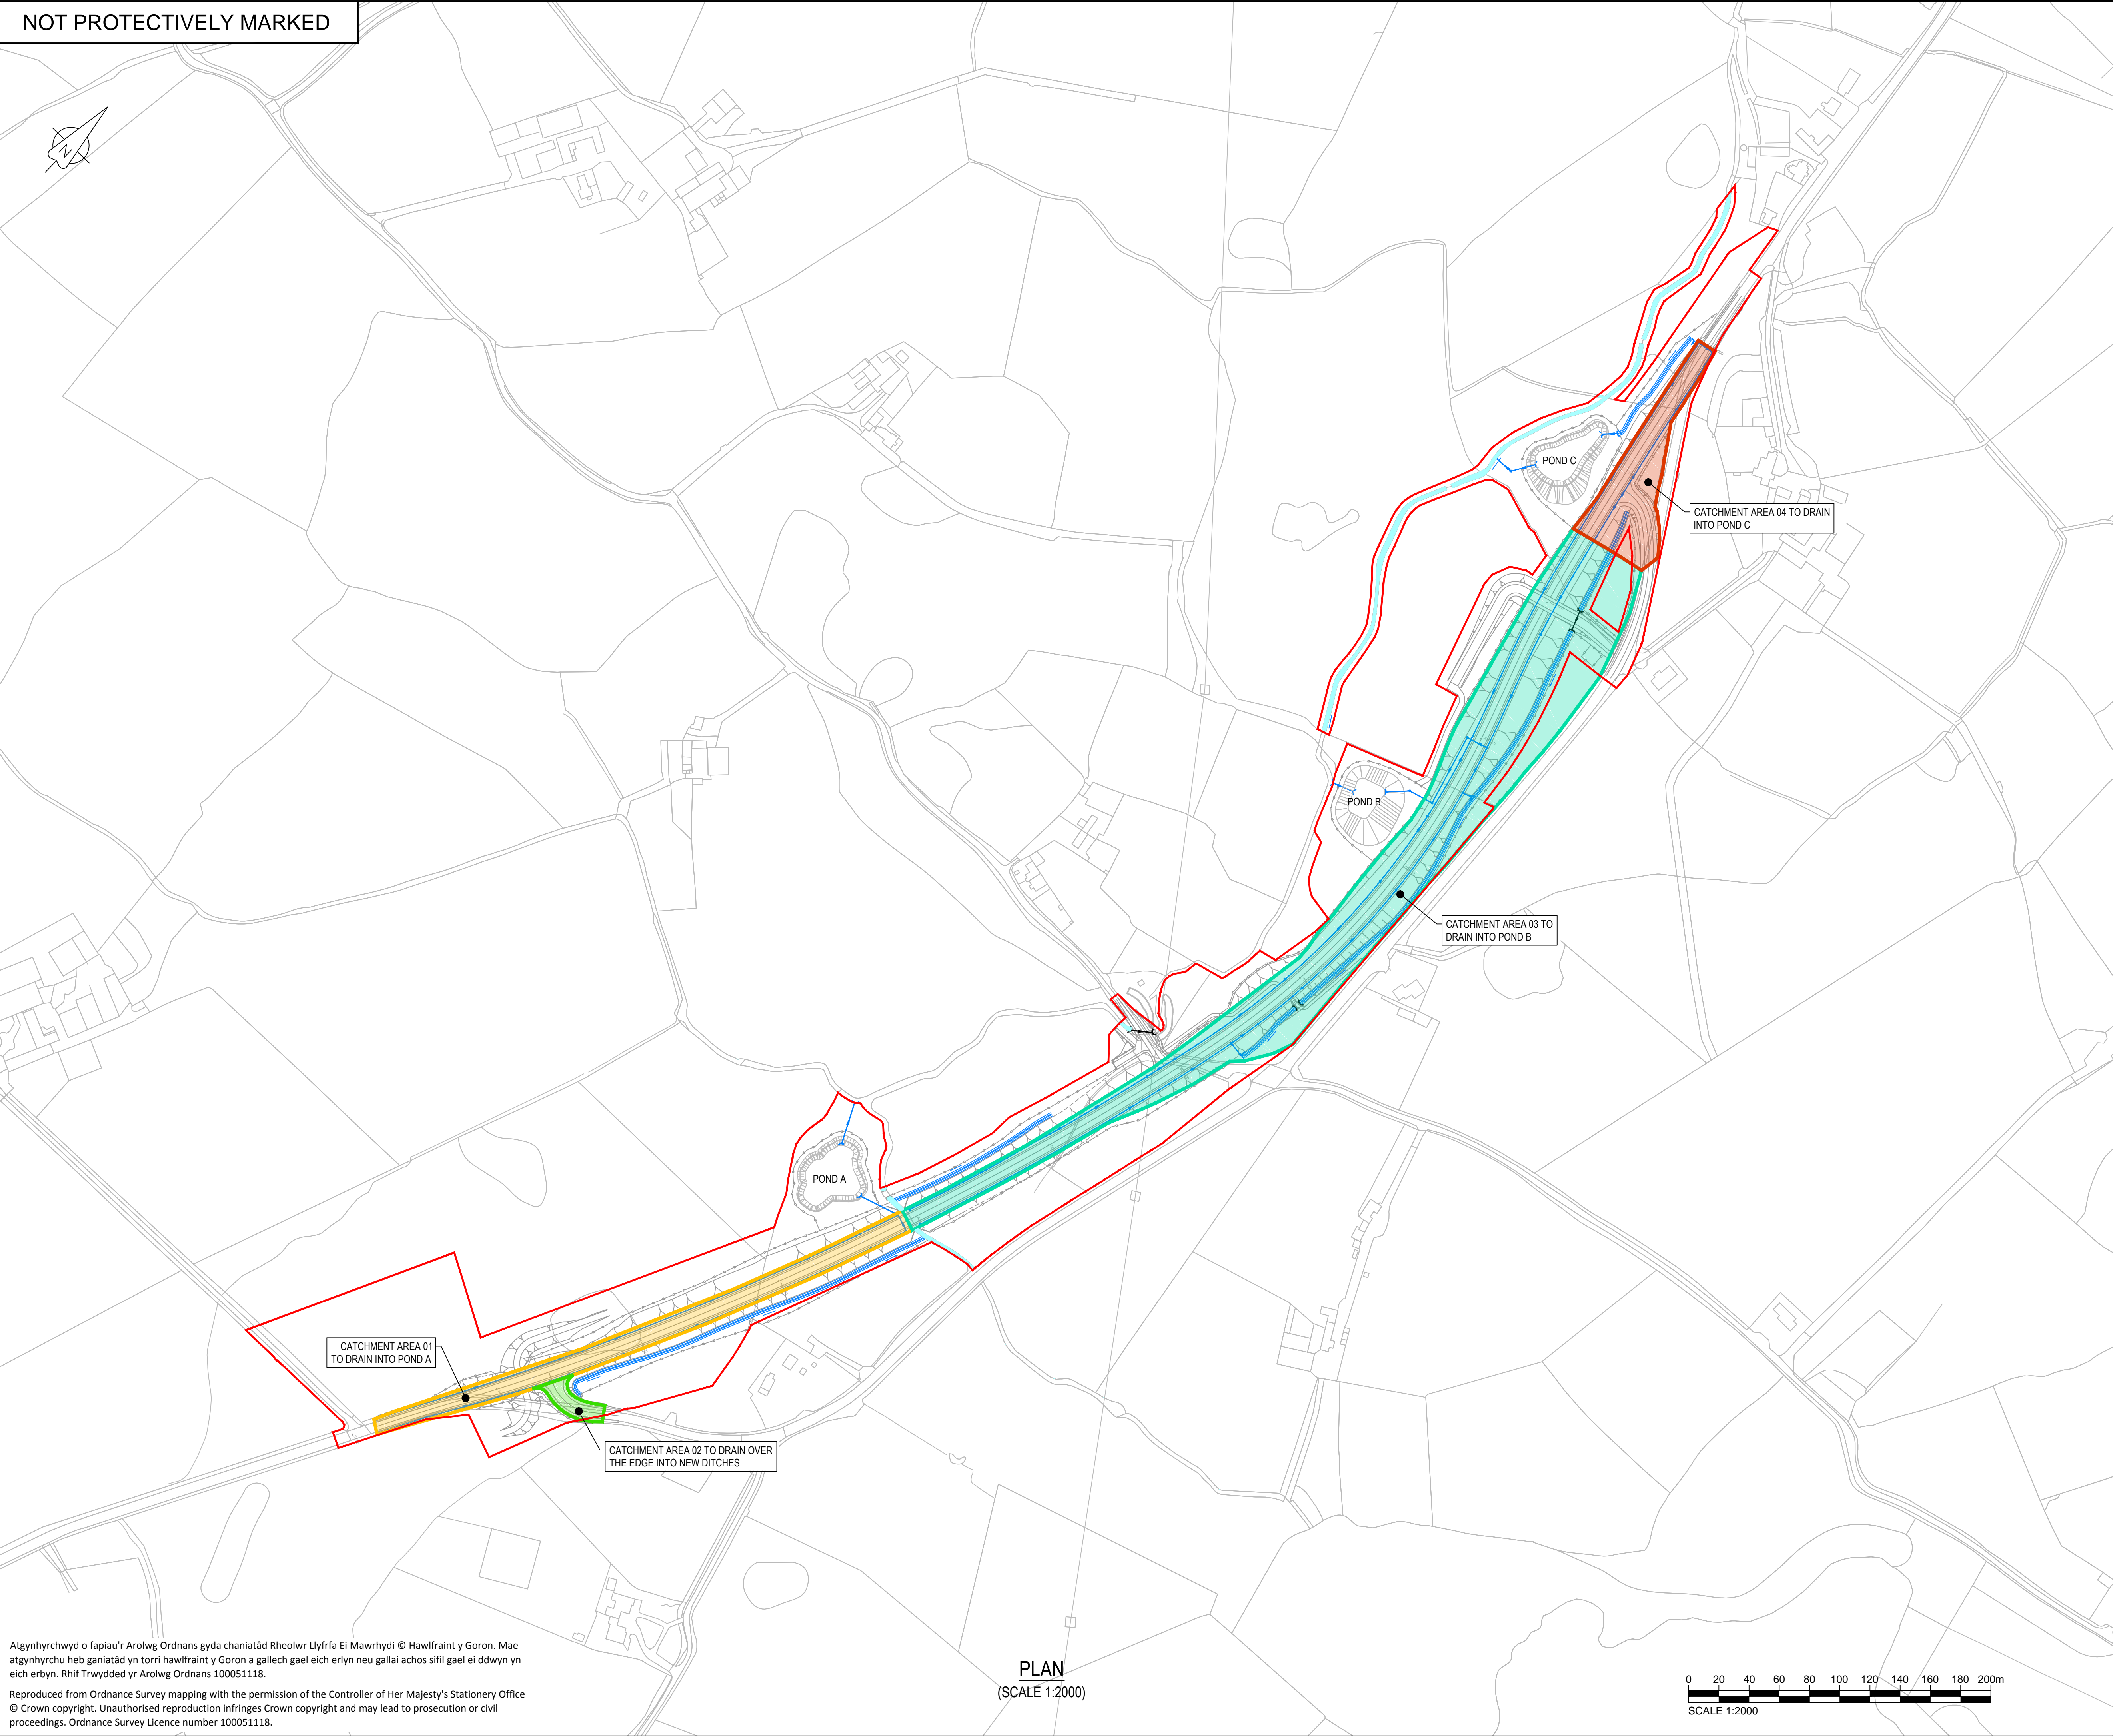 NOT PROTECTIVELY MARKED
N
POND C
CATCHMENT AREA 04 TO DRAIN
INTO POND C
POND B
CATCHMENT AREA 03 TO
DRAIN INTO POND B
POND A
CATCHMENT AREA 01
TO DRAIN INTO POND A
CATCHMENT AREA 02 TO DRAIN OVER
THE EDGE INTO NEW DITCHES
Atgynhyrchwyd o fapiau'r Arolwg Ordnans gyda chaniatâd Rheolwr Llyfrfa Ei Mawrhydi © Hawlfraint y Goron. Mae
atgynhyrchu heb ganiatâd yn torri hawlfraint y Goron a gallech gael eich erlyn neu gallai achos sifil gael ei ddwyn yn
eich erbyn. Rhif Trwydded yr Arolwg Ordnans 100051118.
Reproduced from Ordnance Survey mapping with the permission of the Controller of Her Majesty's Stationery Office
© Crown copyright. Unauthorised reproduction infringes Crown copyright and may lead to prosecution or civil
proceedings. Ordnance Survey Licence number 100051118.
PLAN
(SCALE 1:2000)
0 20 40 60 80 100 120 140 160 180 200m
SCALE 1:2000